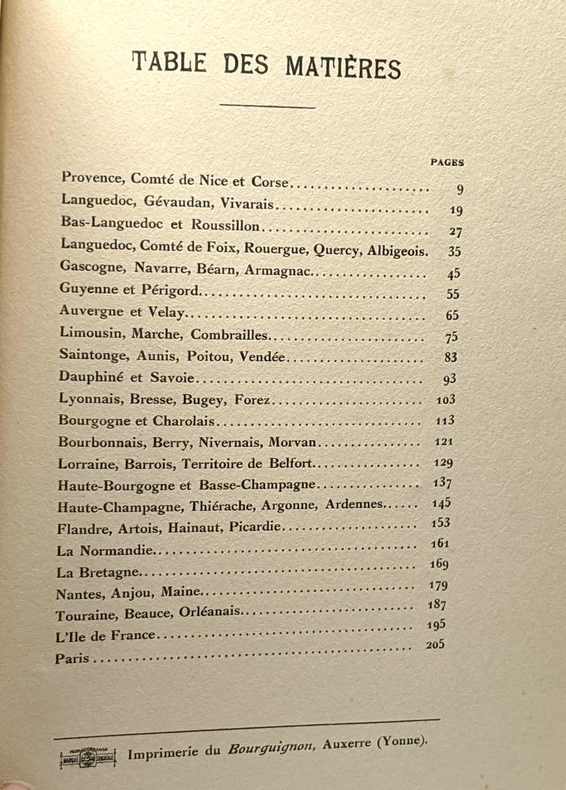 TABLE DES MATIÈRES
PAGES
Provence, Comté de Nice et Corse..................... 9
Languedoc, Gévaudan, Vivarais....................... 19
Bas-Languedoc et Roussillon......................... 27
Languedoc, Comté de Foix, Rouergue, Quercy, Albigeois. 35
Gascogne, Navarre, Béarn, Armagnac.................. 45
Guyenne et Périgord................................. 55
Auvergne et Velay................................... 65
Limousin, Marche, Combrailles....................... 75
Saintonge, Aunis, Poitou, Vendée.................... 83
Dauphiné et Savoie.................................. 93
Lyonnais, Bresse, Bugey, Forez...................... 103
Bourgogne et Charolais.............................. 113
Bourbonnais, Berry, Nivernais, Morvan............... 121
Lorraine, Barrois, Territoire de Belfort............ 129
Haute-Bourgogne et Basse-Champagne................ 137
Haute-Champagne, Thiérache, Argonne, Ardennes...... 145
Flandre, Artois, Hainaut, Picardie.................. 153
La Normandie........................................ 161
La Bretagne......................................... 169
Nantes, Anjou, Maine................................ 179
Touraine, Beauce, Orléanais......................... 187
L'Ile de France..................................... 195
Paris............................................... 205
Imprimerie du Bourguignon, Auxerre (Yonne).